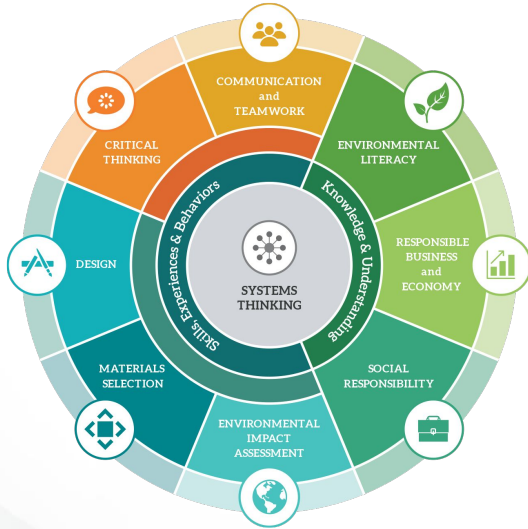 COMMUNICATION
and
TEAMWORK
CRITICAL
THINKING
ENVIRONMENTAL
LITERACY
Skills, Experiences & Behaviors
Knowledge & Understanding
DESIGN
RESPONSIBLE
BUSINESS
and
ECONOMY
SYSTEMS
THINKING
MATERIALS
SELECTION
SOCIAL
RESPONSIBILITY
ENVIRONMENTAL
IMPACT
ASSESSMENT